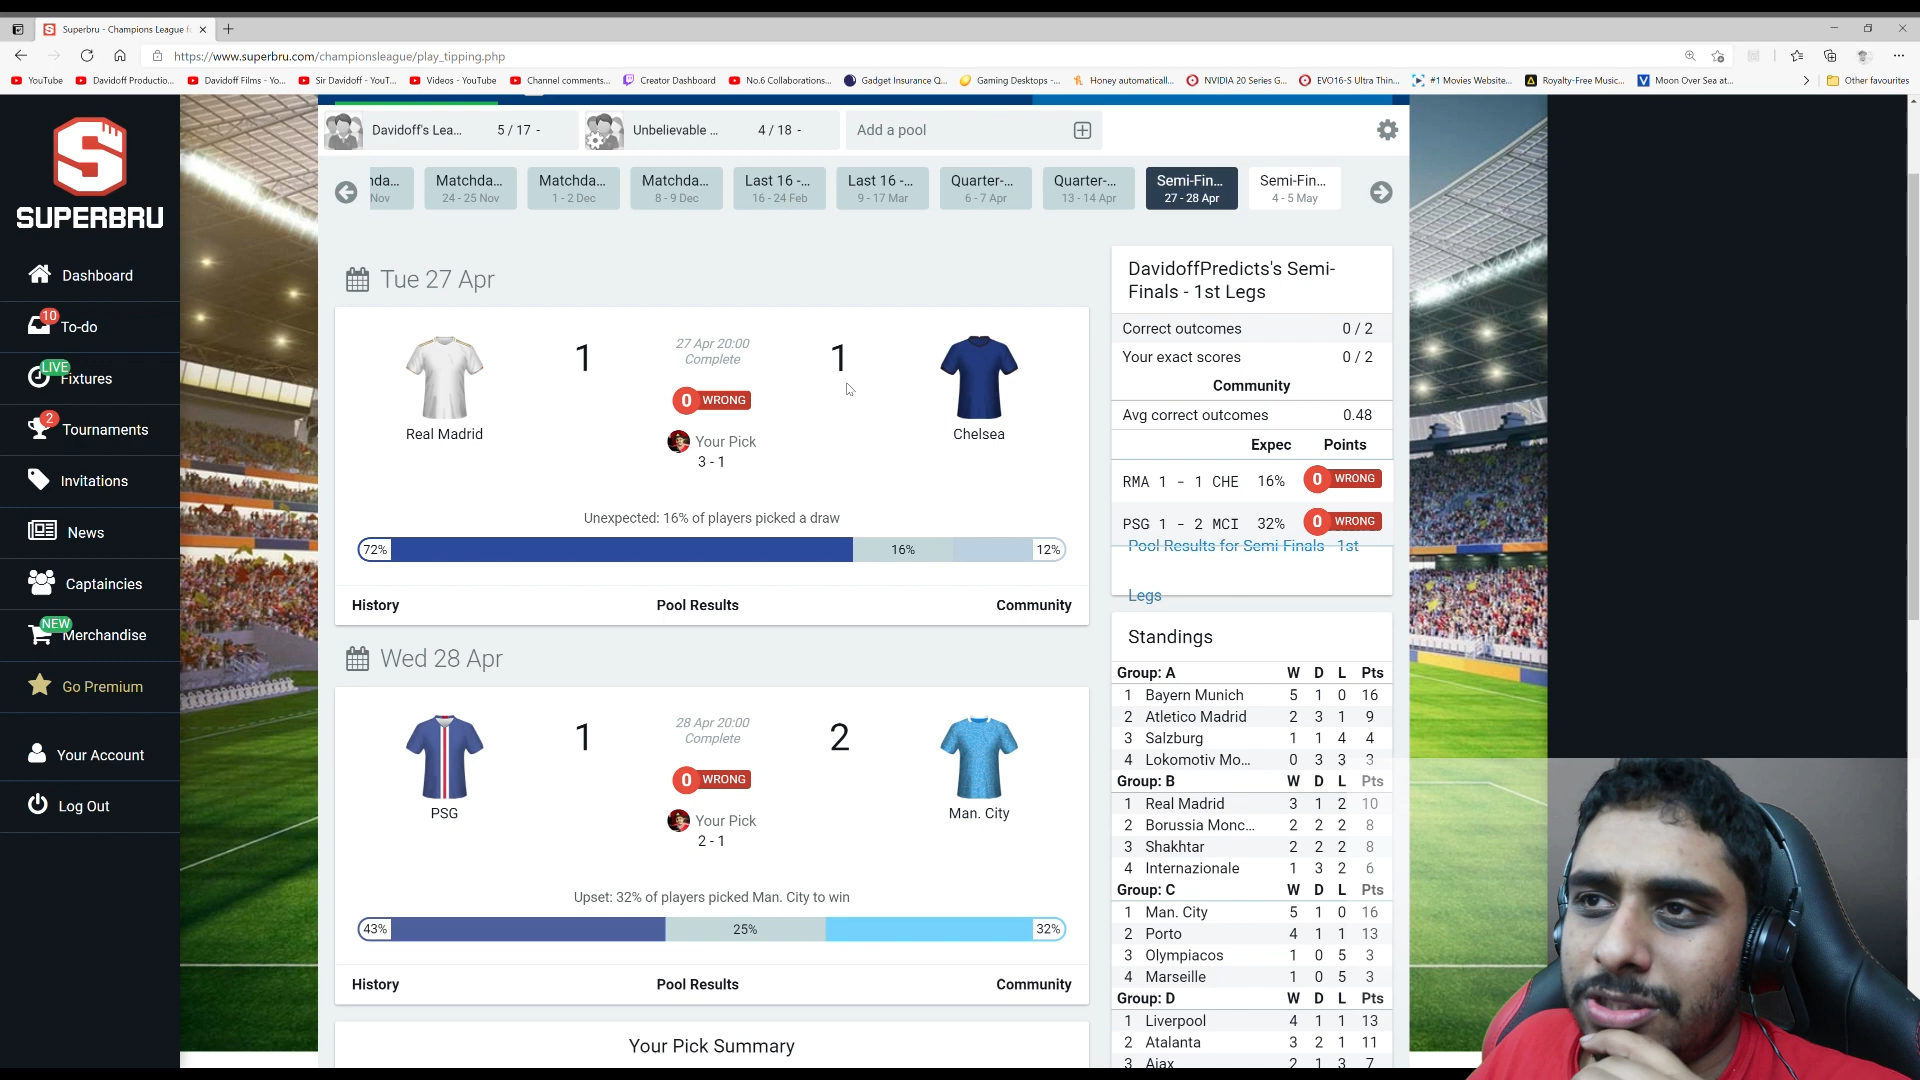 Superbru - Champions League f
https://www.superbru.com/championsleague/play_tipping.php
YouTube
Davidoff Productio...
Davidoff Films - Yo...
Sir Davidoff - YouT...
Videos - YouTube
Channel comments...
Creator Dashboard
No.6 Collaborations...
Gadget Insurance Q...
Gaming Desktops -...
Honey automaticall...
NVIDIA 20 Series G...
EVO16-S Ultra Thin...
#1 Movies Website...
Royalty-Free Music...
Moon Over Sea at...
Other favourites
SUPERBRU
Dashboard
10
To-do
LIVE
Fixtures
2
Tournaments
Invitations
News
Captaincies
NEW
Merchandise
Go Premium
Your Account
Log Out
Davidoff's Lea... 5 / 17 -
Unbelievable ... 4 / 18 -
Add a pool
nda...
Nov
Matchda...
24 - 25 Nov
Matchda...
1 - 2 Dec
Matchda...
8 - 9 Dec
Last 16 -...
16 - 24 Feb
Last 16 -...
9 - 17 Mar
Quarter-...
6 - 7 Apr
Quarter-...
13 - 14 Apr
Semi-Fin...
27 - 28 Apr
Semi-Fin...
4 - 5 May
Tue 27 Apr
Real Madrid
1
27 Apr 20:00
Complete
1
Chelsea
0 WRONG
Your Pick
3 - 1
Unexpected: 16% of players picked a draw
72% 16% 12%
History Pool Results Community
Wed 28 Apr
PSG
1
28 Apr 20:00
Complete
2
Man. City
0 WRONG
Your Pick
2 - 1
Upset: 32% of players picked Man. City to win
43% 25% 32%
History Pool Results Community
Your Pick Summary
DavidoffPredicts's Semi-
Finals - 1st Legs
Correct outcomes 0 / 2
Your exact scores 0 / 2
Community
Avg correct outcomes 0.48
Expec Points
RMA 1 - 1 CHE 16% 0 WRONG
PSG 1 - 2 MCI 32% 0 WRONG
Pool Results for Semi Finals - 1st
Legs
Standings
Group: A W D L Pts
1 Bayern Munich 5 1 0 16
2 Atletico Madrid 2 3 1 9
3 Salzburg 1 1 4 4
4 Lokomotiv Mo... 0 3 3 3
Group: B W D L Pts
1 Real Madrid 3 1 2 10
2 Borussia Monc... 2 2 2 8
3 Shakhtar 2 2 2 8
4 Internazionale 1 3 2 6
Group: C W D L Pts
1 Man. City 5 1 0 16
2 Porto 4 1 1 13
3 Olympiacos 1 0 5 3
4 Marseille 1 0 5 3
Group: D W D L Pts
1 Liverpool 4 1 1 13
2 Atalanta 3 2 1 11
3 Ajax 2 1 3 7